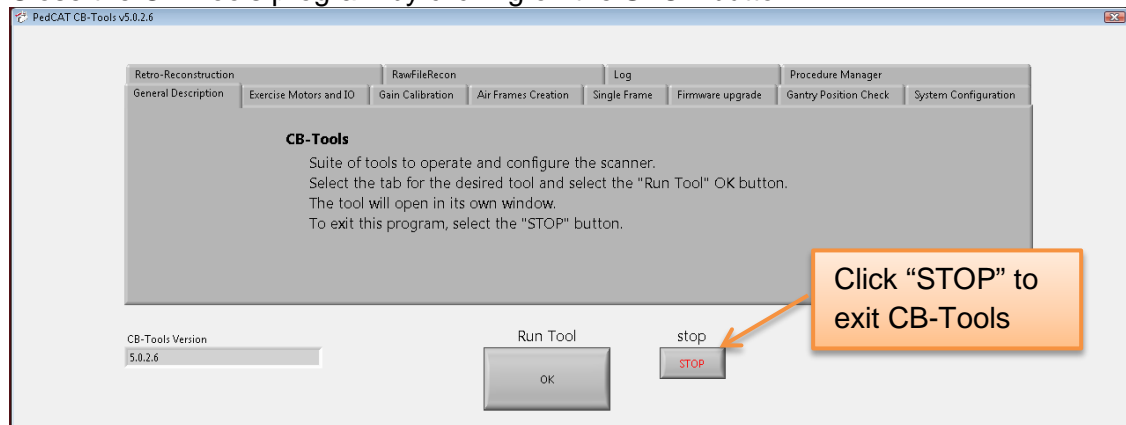 PedCAT CB-Tools v5.0.2.6
Retro-Reconstruction RawFileRecon Log Procedure Manager
General Description Exercise Motors and IO Gain Calibration Air Frames Creation Single Frame Firmware upgrade Gantry Position Check System Configuration
CB-Tools
Suite of tools to operate and configure the scanner.
Select the tab for the desired tool and select the "Run Tool" OK button.
The tool will open in its own window.
To exit this program, select the "STOP" button.
Click “STOP” to
exit CB-Tools
CB-Tools Version
5.0.2.6
Run Tool
OK
stop
STOP